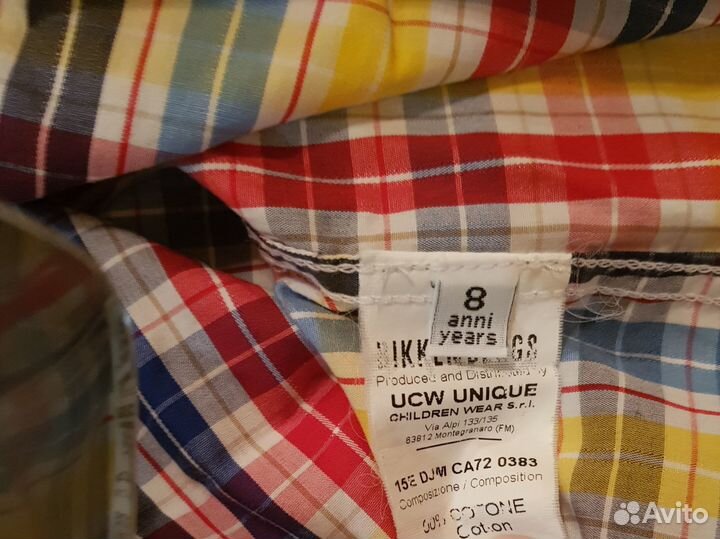 8
anni
years
Produced and Distributed by
UCW UNIQUE
CHILDREN WEAR S.r.l.
Via Alpi 133/135
63812 Montegranaro (FM)
15E DJM CA72 0383
Composizione / Composition
COTONE
Cotton
Avito